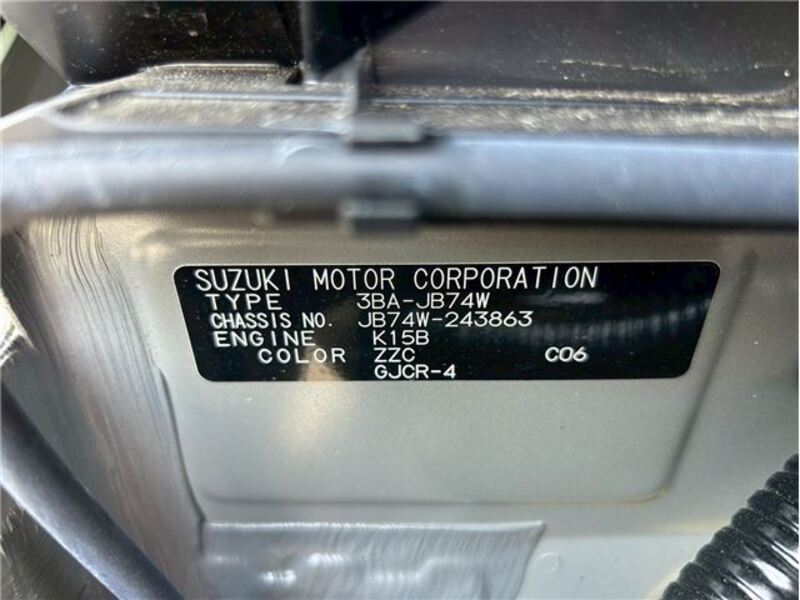 SUZUKI MOTOR CORPORATION
TYPE 3BA-JB74W
CHASSIS NO. JB74W-243863
ENGINE K15B
COLOR ZZC C06
GJCR-4